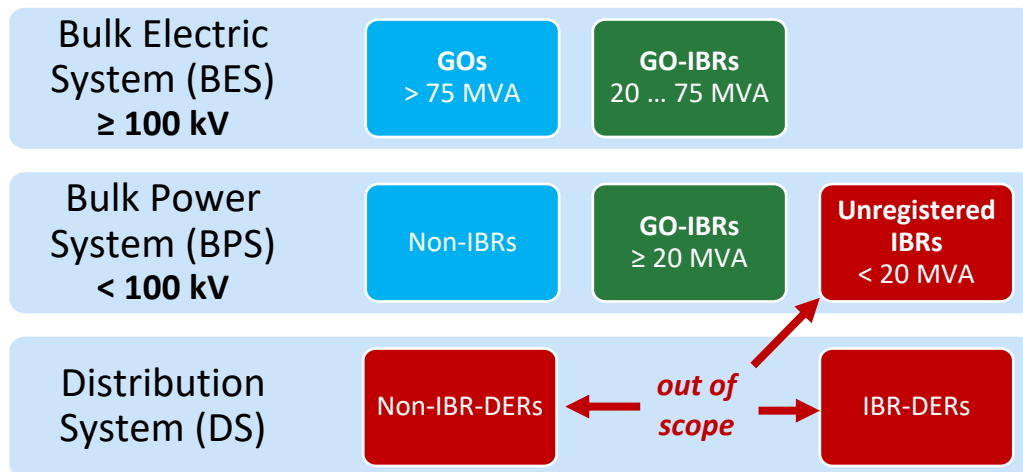 Bulk Electric
System (BES)
≥ 100 kV
GOs
> 75 MVA
GO-IBRs
20 ... 75 MVA
Bulk Power
System (BPS)
< 100 kV
Non-IBRs
GO-IBRs
≥ 20 MVA
Unregistered
IBRs
< 20 MVA
Distribution
System (DS)
Non-IBR-DERs
out of
scope
IBR-DERs